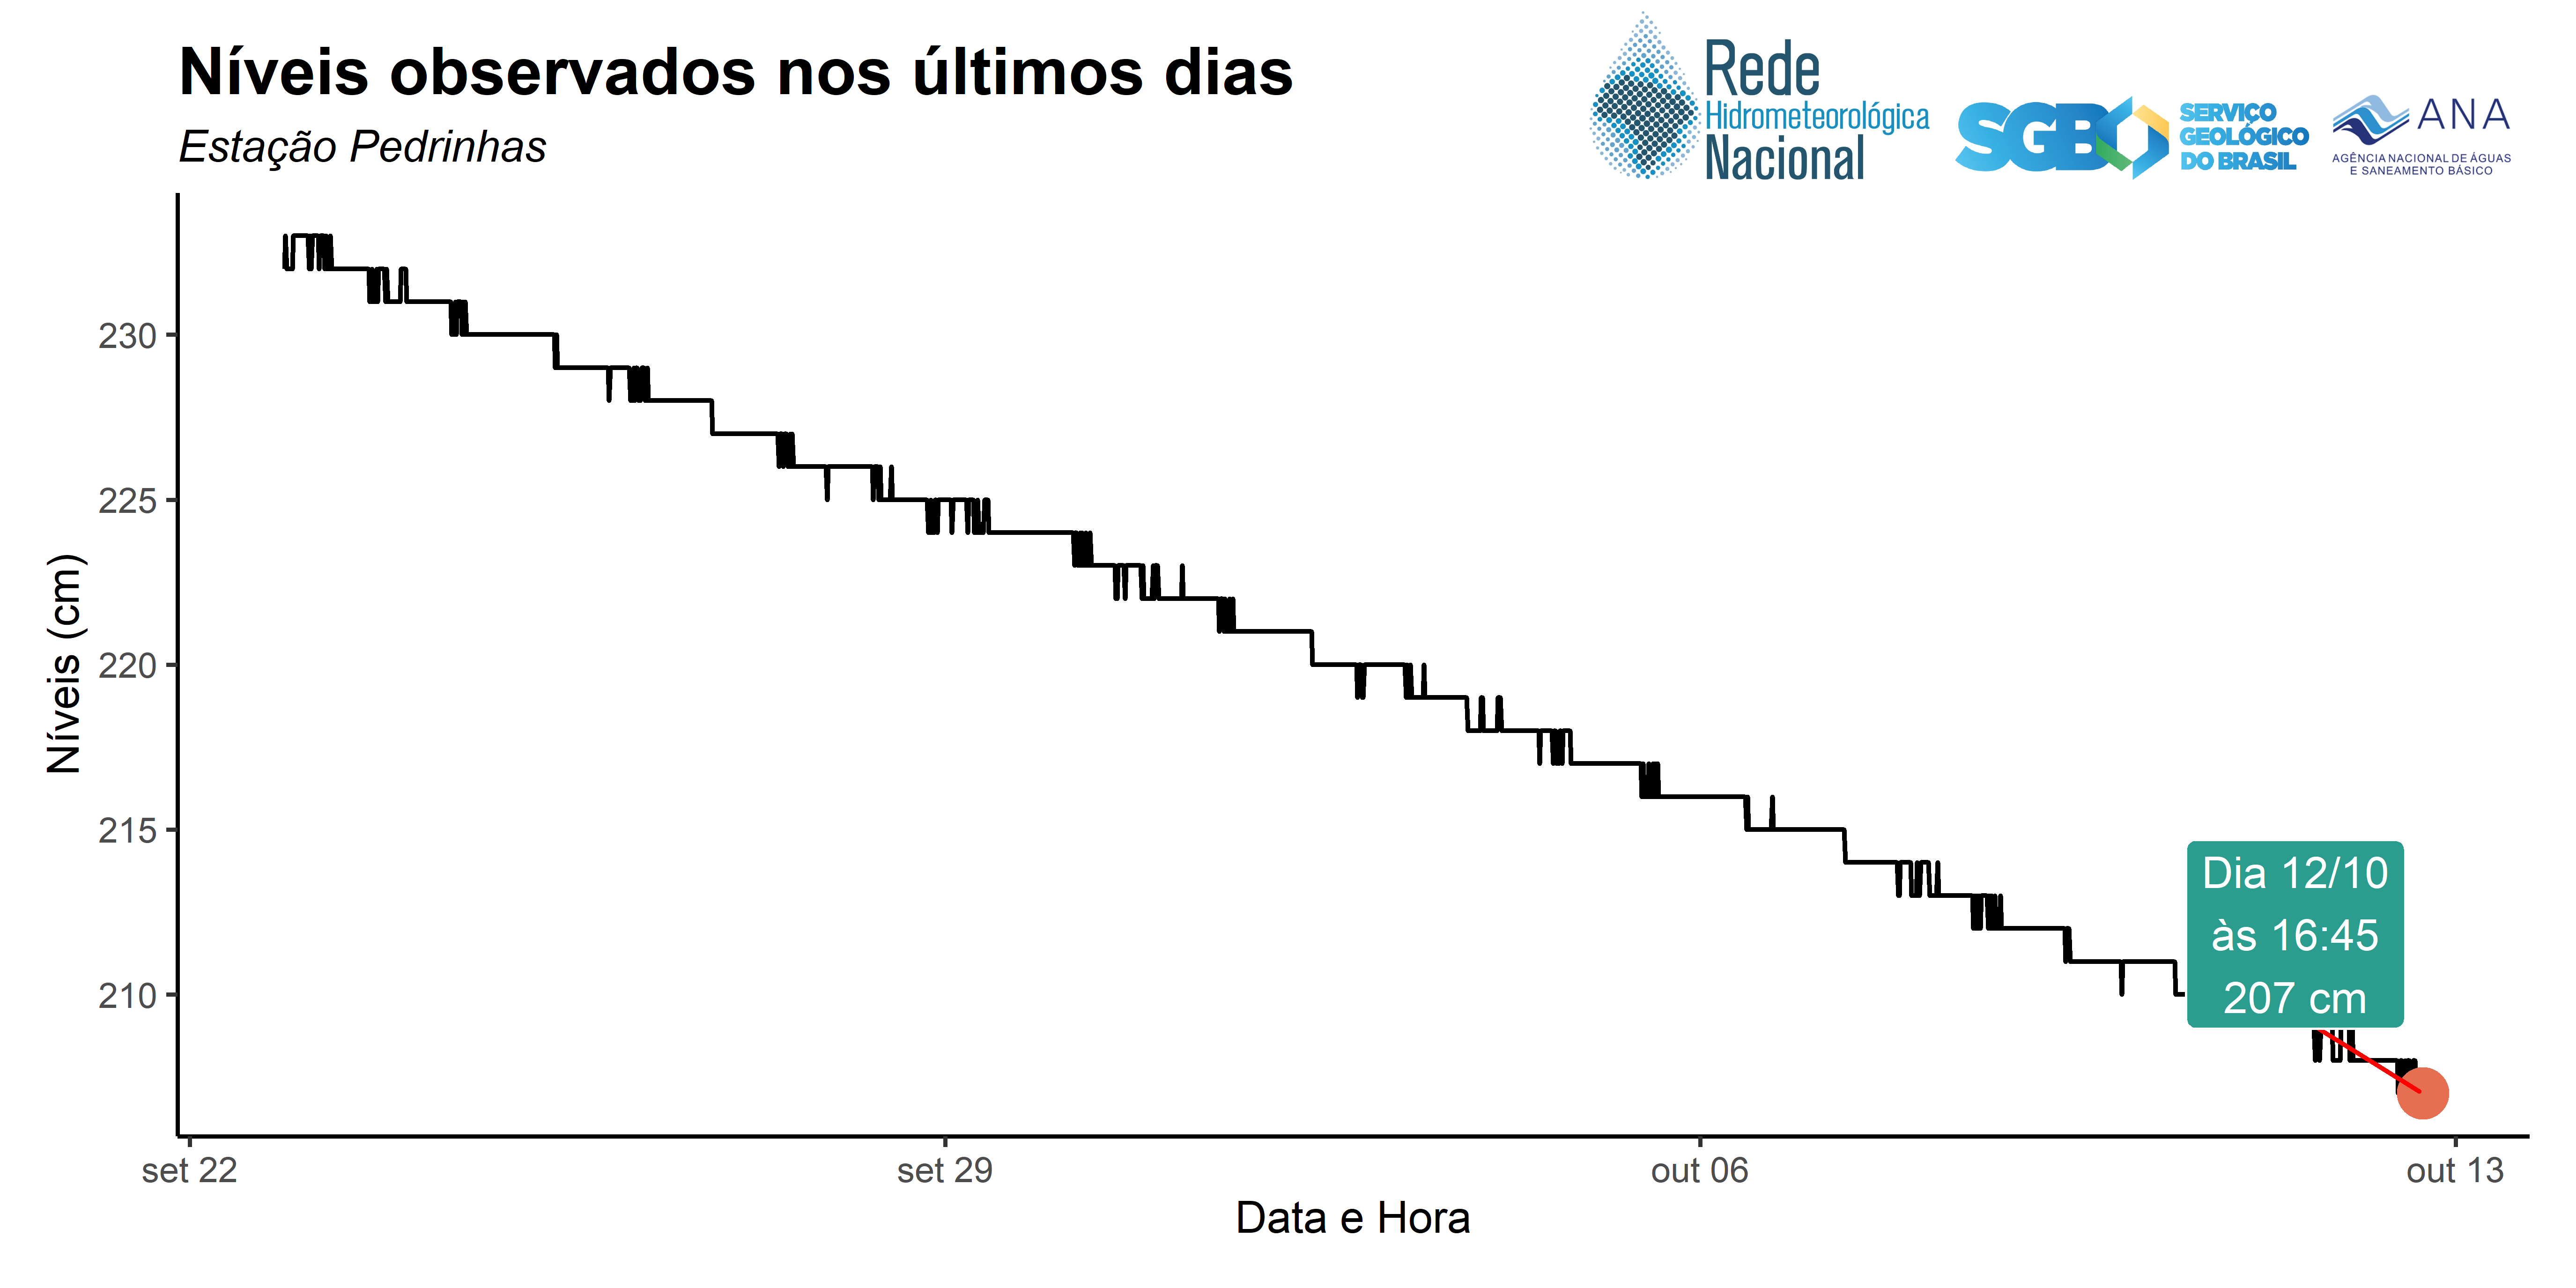 Níveis observados nos últimos dias
Estação Pedrinhas
Rede
Hidrometeorológica
Nacional
SGB
SERVIÇO
GEOLÓGICO
DO BRASIL
ANA
AGÊNCIA NACIONAL DE ÁGUAS
E SANEAMENTO BÁSICO
Níveis (cm)
230
225
220
215
210
Dia 12/10
às 16:45
207 cm
set 22
set 29
out 06
out 13
Data e Hora